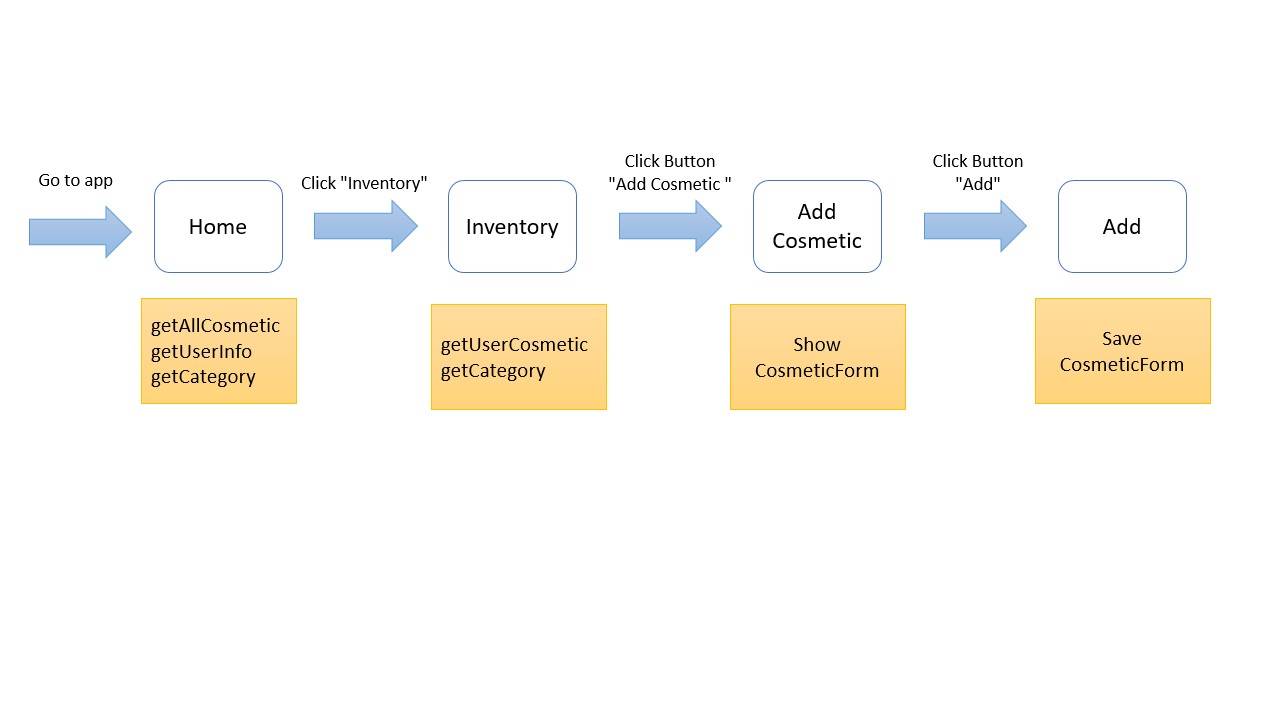 Go to app
Home
getAllCosmetic
getUserInfo
getCategory
Click "Inventory"
Inventory
getUserCosmetic
getCategory
Click Button
"Add Cosmetic "
Add
Cosmetic
Show
CosmeticForm
Click Button
"Add"
Add
Save
CosmeticForm